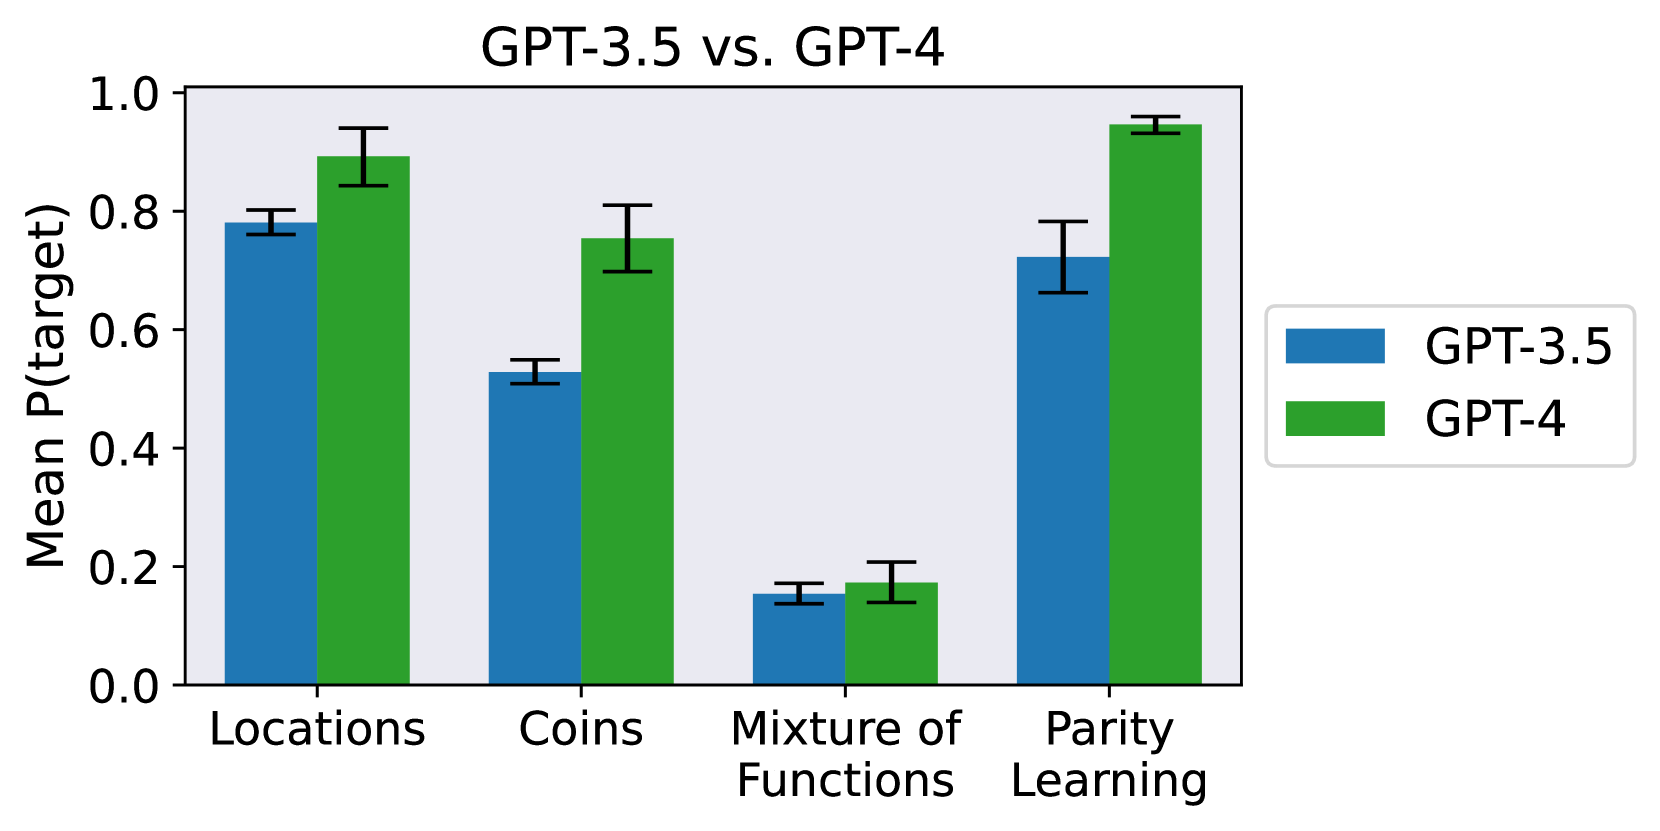 GPT-3.5 vs. GPT-4
Mean P(target)
1.0
0.8
0.6
0.4
0.2
0.0
Locations
Coins
Mixture of
Functions
Parity
Learning
GPT-3.5
GPT-4